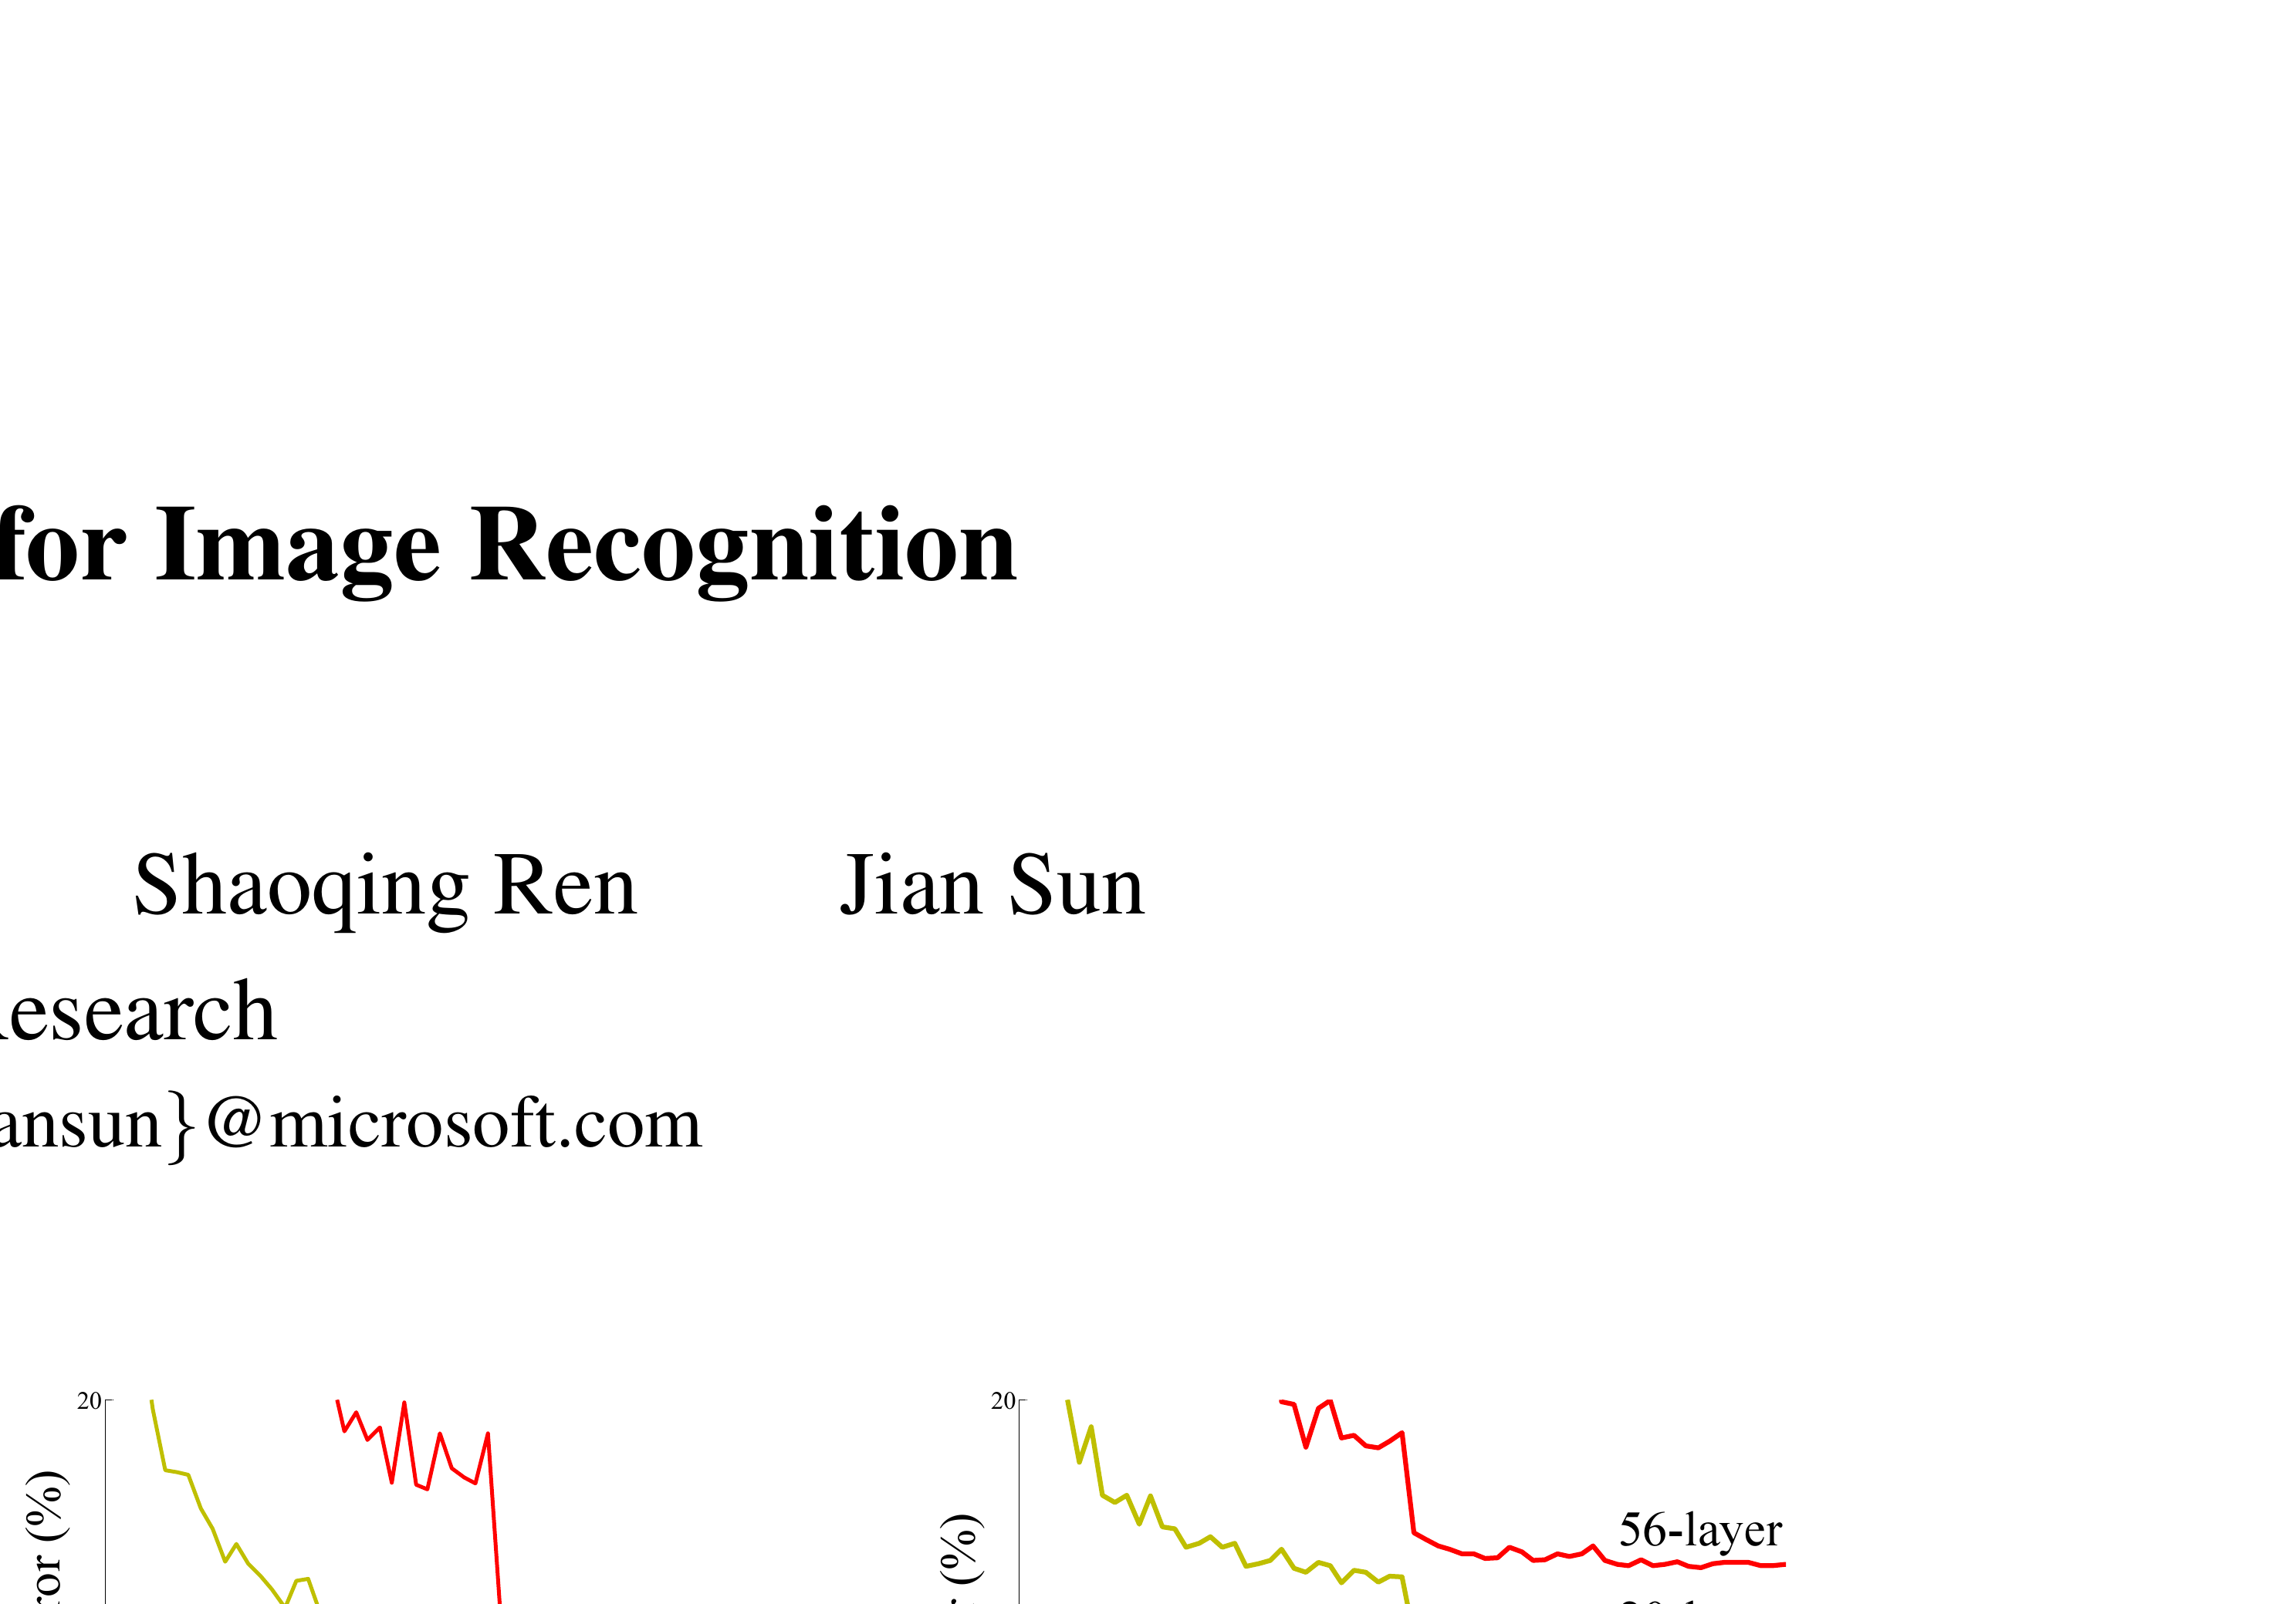 for Image Recognition
Shaoqing Ren Jian Sun
esearch
ansun}@microsoft.com
20
20
(%)
(%)
56-layer